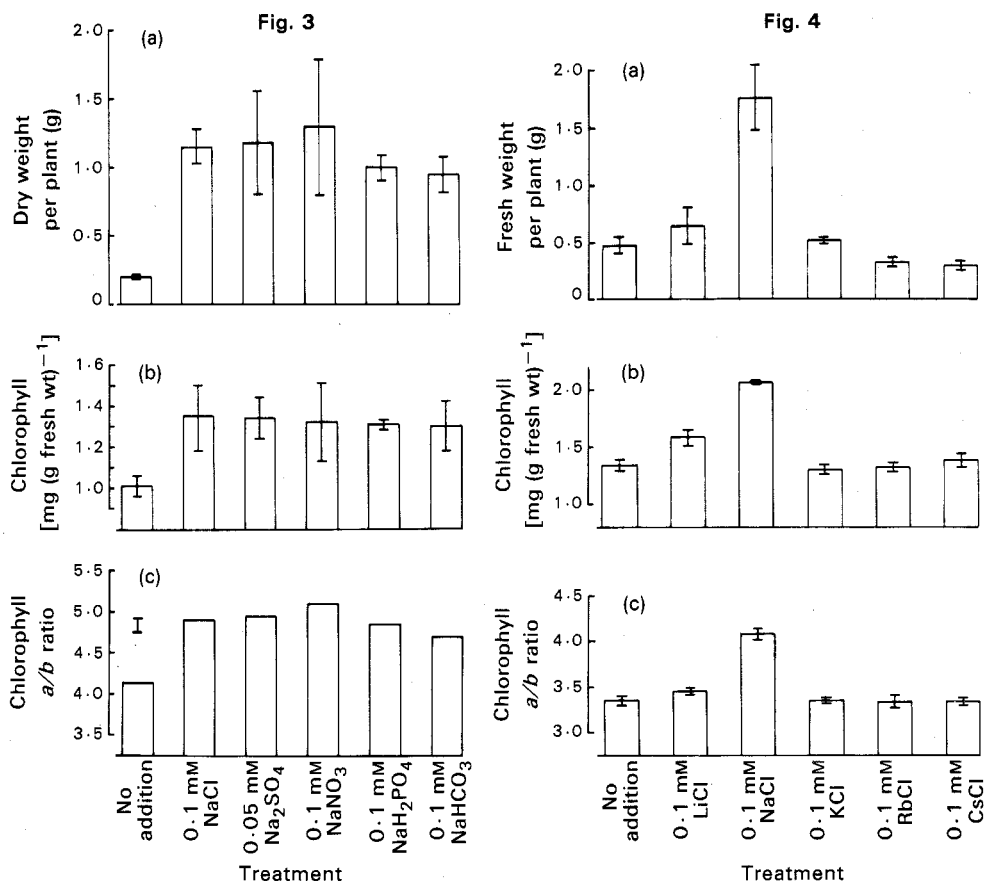 Fig. 3
(a)
Dry weight
per plant (g)
2·0
1·5
1·0
0·5
0
(b)
Chlorophyll
[mg (g fresh wt)⁻¹]
1·6
1·4
1·2
1·0
(c)
Chlorophyll
a/b ratio
5·5
5·0
4·5
4·0
3·5
No
addition
0·1 mM
NaCl
0·05 mM
Na₂SO₄
0·1 mM
NaNO₃
0·1 mM
NaH₂PO₄
0·1 mM
NaHCO₃
Treatment
Fig. 4
(a)
Fresh weight
per plant (g)
2·0
1·5
1·0
0·5
0
(b)
Chlorophyll
[mg (g fresh wt)⁻¹]
2·0
1·5
1·0
(c)
Chlorophyll
a/b ratio
4·0
3·5
3·0
No
addition
0·1 mM
LiCl
0·1 mM
NaCl
0·1 mM
KCl
0·1 mM
RbCl
0·1 mM
CsCl
Treatment